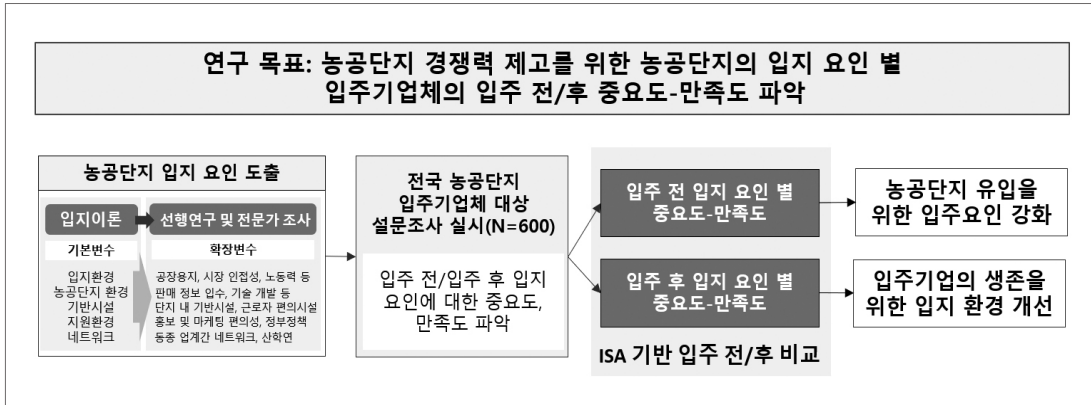 연구 목표: 농공단지 경쟁력 제고를 위한 농공단지의 입지 요인 별
입주기업체의 입주 전/후 중요도-만족도 파악
농공단지 입지 요인 도출
입지이론
선행연구 및 전문가 조사
기본변수
확장변수
입지환경
공장용지, 시장 인접성, 노동력 등
농공단지 환경
판매 정보 입수, 기술 개발 등
기반시설
단지 내 기반시설, 근로자 편의시설
지원환경
홍보 및 마케팅 편의성, 정부정책
네트워크
동종 업계간 네트워크, 산학연
전국 농공단지
입주기업체 대상
설문조사 실시(N=600)
입주 전/입주 후 입지
요인에 대한 중요도,
만족도 파악
입주 전 입지 요인 별
중요도-만족도
입주 후 입지 요인 별
중요도-만족도
ISA 기반 입주 전/후 비교
농공단지 유입을
위한 입주요인 강화
입주기업의 생존을
위한 입지 환경 개선